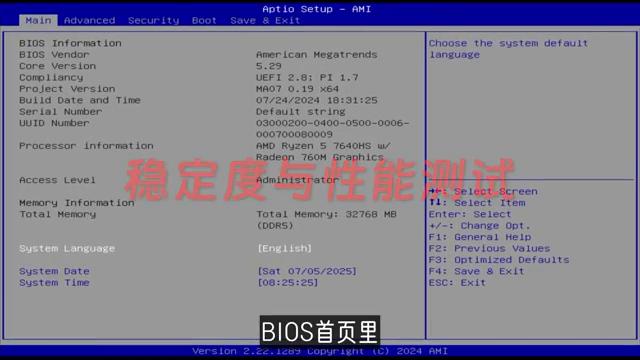 Aptio Setup – AMI
Main Advanced Security Boot Save & Exit
BIOS Information
BIOS Vendor American Megatrends
Core Version 5.29
Compliancy UEFI 2.8; PI 1.7
Project Version MA07 0.19 x64
Build Date and Time 07/24/2024 18:31:25
Serial Number Default string
UUID Number 03000200-0400-0500-0006-
000700080009
Processor information AMD Ryzen 5 7640HS w/
Radeon 760M Graphics
Access Level Administrator
Memory Information
Total Memory Total Memory: 32768 MB
(DDR5)
System Language [English]
System Date [Sat 07/05/2025]
System Time [08:25:25]
Choose the system default
language
稳定度与性能测试
→←: Select Screen
↑↓: Select Item
Enter: Select
+/-: Change Opt.
F1: General Help
F2: Previous Values
F3: Optimized Defaults
F4: Save & Exit
ESC: Exit
BIOS首页里
Version 2.22.1289 Copyright (C) 2024 AMI